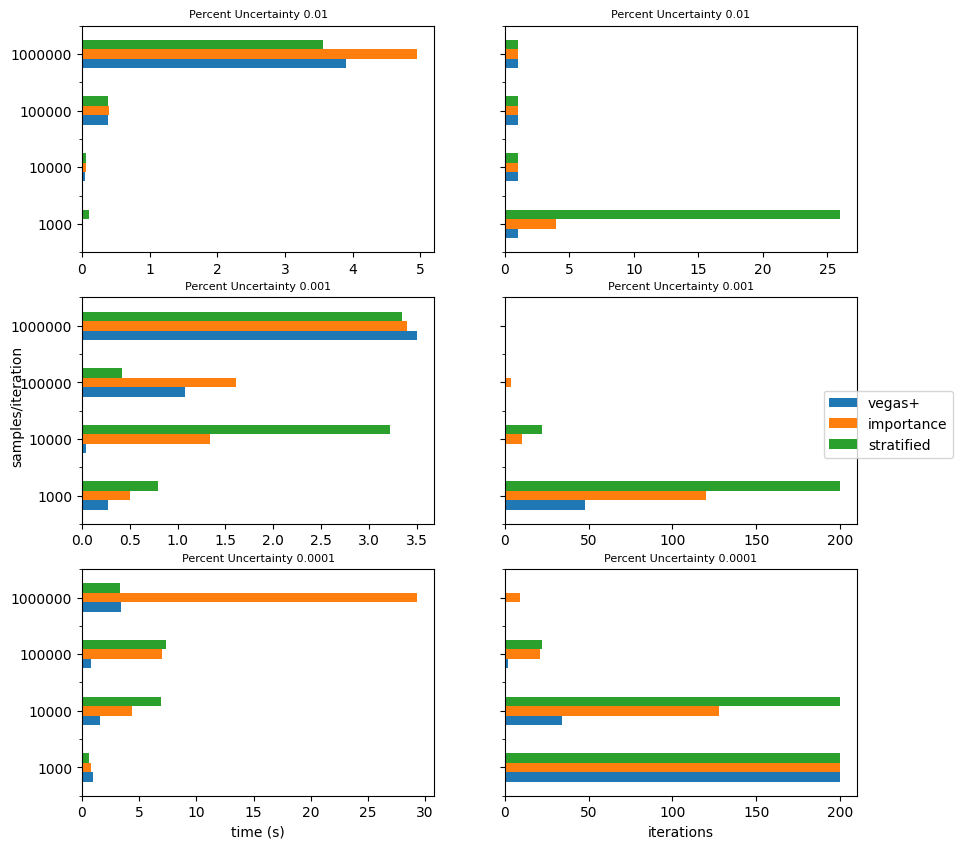 Percent Uncertainty 0.01
1000000
100000
10000
1000
0 1 2 3 4 5
Percent Uncertainty 0.01
0 5 10 15 20 25
Percent Uncertainty 0.001
samples/iteration
1000000
100000
10000
1000
0.0 0.5 1.0 1.5 2.0 2.5 3.0 3.5
Percent Uncertainty 0.001
0 50 100 150 200
vegas+
importance
stratified
Percent Uncertainty 0.0001
1000000
100000
10000
1000
0 5 10 15 20 25 30
time (s)
Percent Uncertainty 0.0001
0 50 100 150 200
iterations